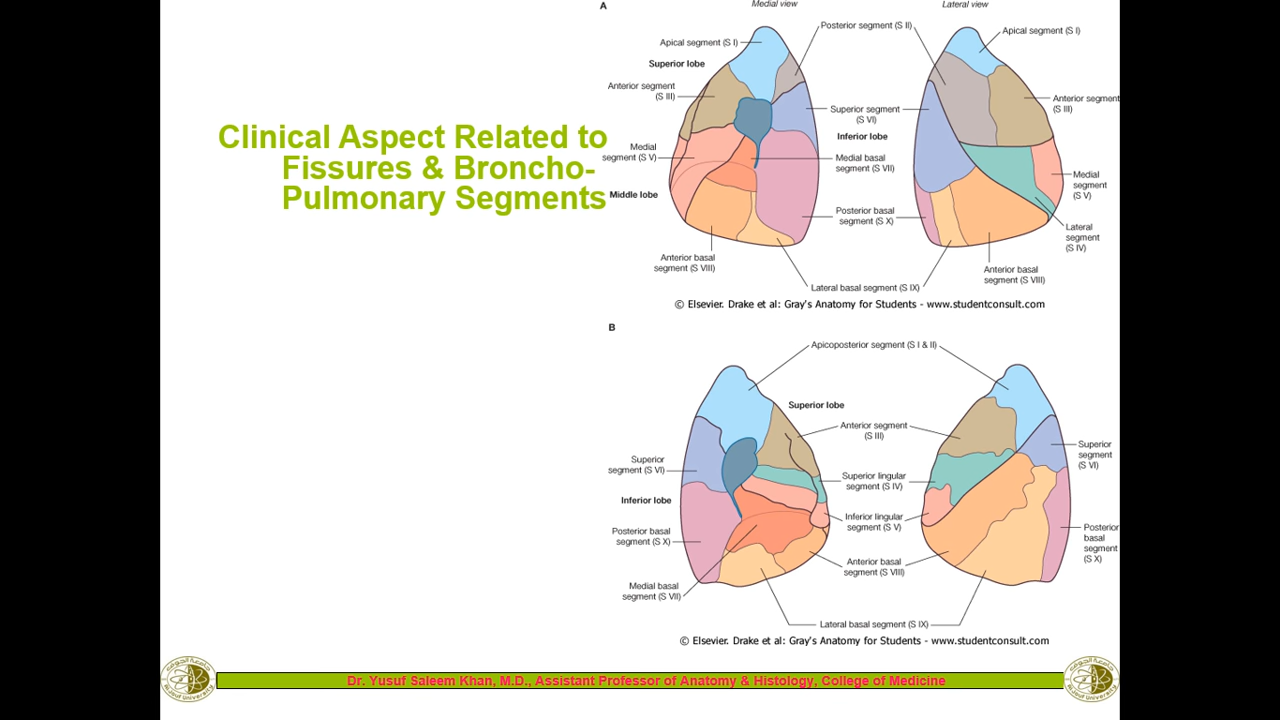 Clinical Aspect Related to
Fissures & Broncho-
Pulmonary Segments
A
Medial view
Lateral view
Apical segment (S I)
Posterior segment (S II)
Apical segment (S I)
Superior lobe
Anterior segment
(S III)
Superior segment
(S VI)
Anterior segment
(S III)
Inferior lobe
Medial
segment (S V)
Medial basal
segment (S VII)
Medial
segment
(S V)
Middle lobe
Posterior basal
segment (S X)
Lateral
segment
(S IV)
Anterior basal
segment (S VIII)
Anterior basal
segment (S VIII)
Lateral basal segment (S IX)
© Elsevier. Drake et al: Gray's Anatomy for Students - www.studentconsult.com
B
Apicoposterior segment (S I & II)
Superior lobe
Anterior segment
(S III)
Superior
segment (S VI)
Superior lingular
segment (S IV)
Superior
segment
(S VI)
Inferior lobe
Inferior lingular
segment (S V)
Posterior basal
segment (S X)
Posterior
basal
segment
(S X)
Anterior basal
segment (S VIII)
Medial basal
segment (S VII)
Lateral basal segment (S IX)
© Elsevier. Drake et al: Gray's Anatomy for Students - www.studentconsult.com
Dr. Yusuf Saleem Khan, M.D., Assistant Professor of Anatomy & Histology, College of Medicine